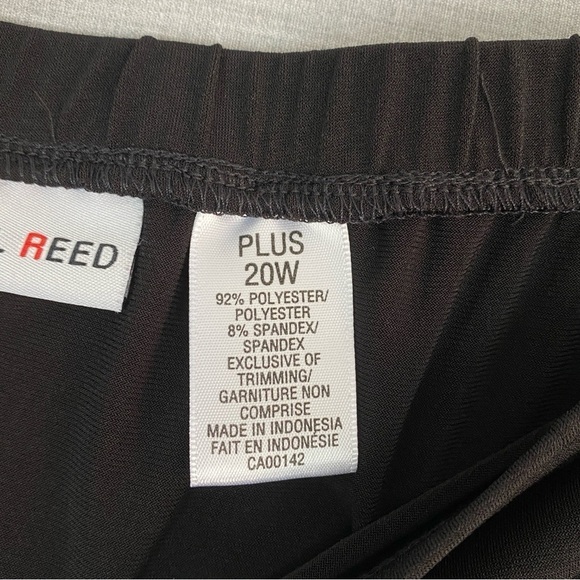 REED
PLUS
20W
92% POLYESTER/
POLYESTER
8% SPANDEX/
SPANDEX
EXCLUSIVE OF
TRIMMING/
GARNITURE NON
COMPRISE
MADE IN INDONESIA
FAIT EN INDONÉSIE
CA00142